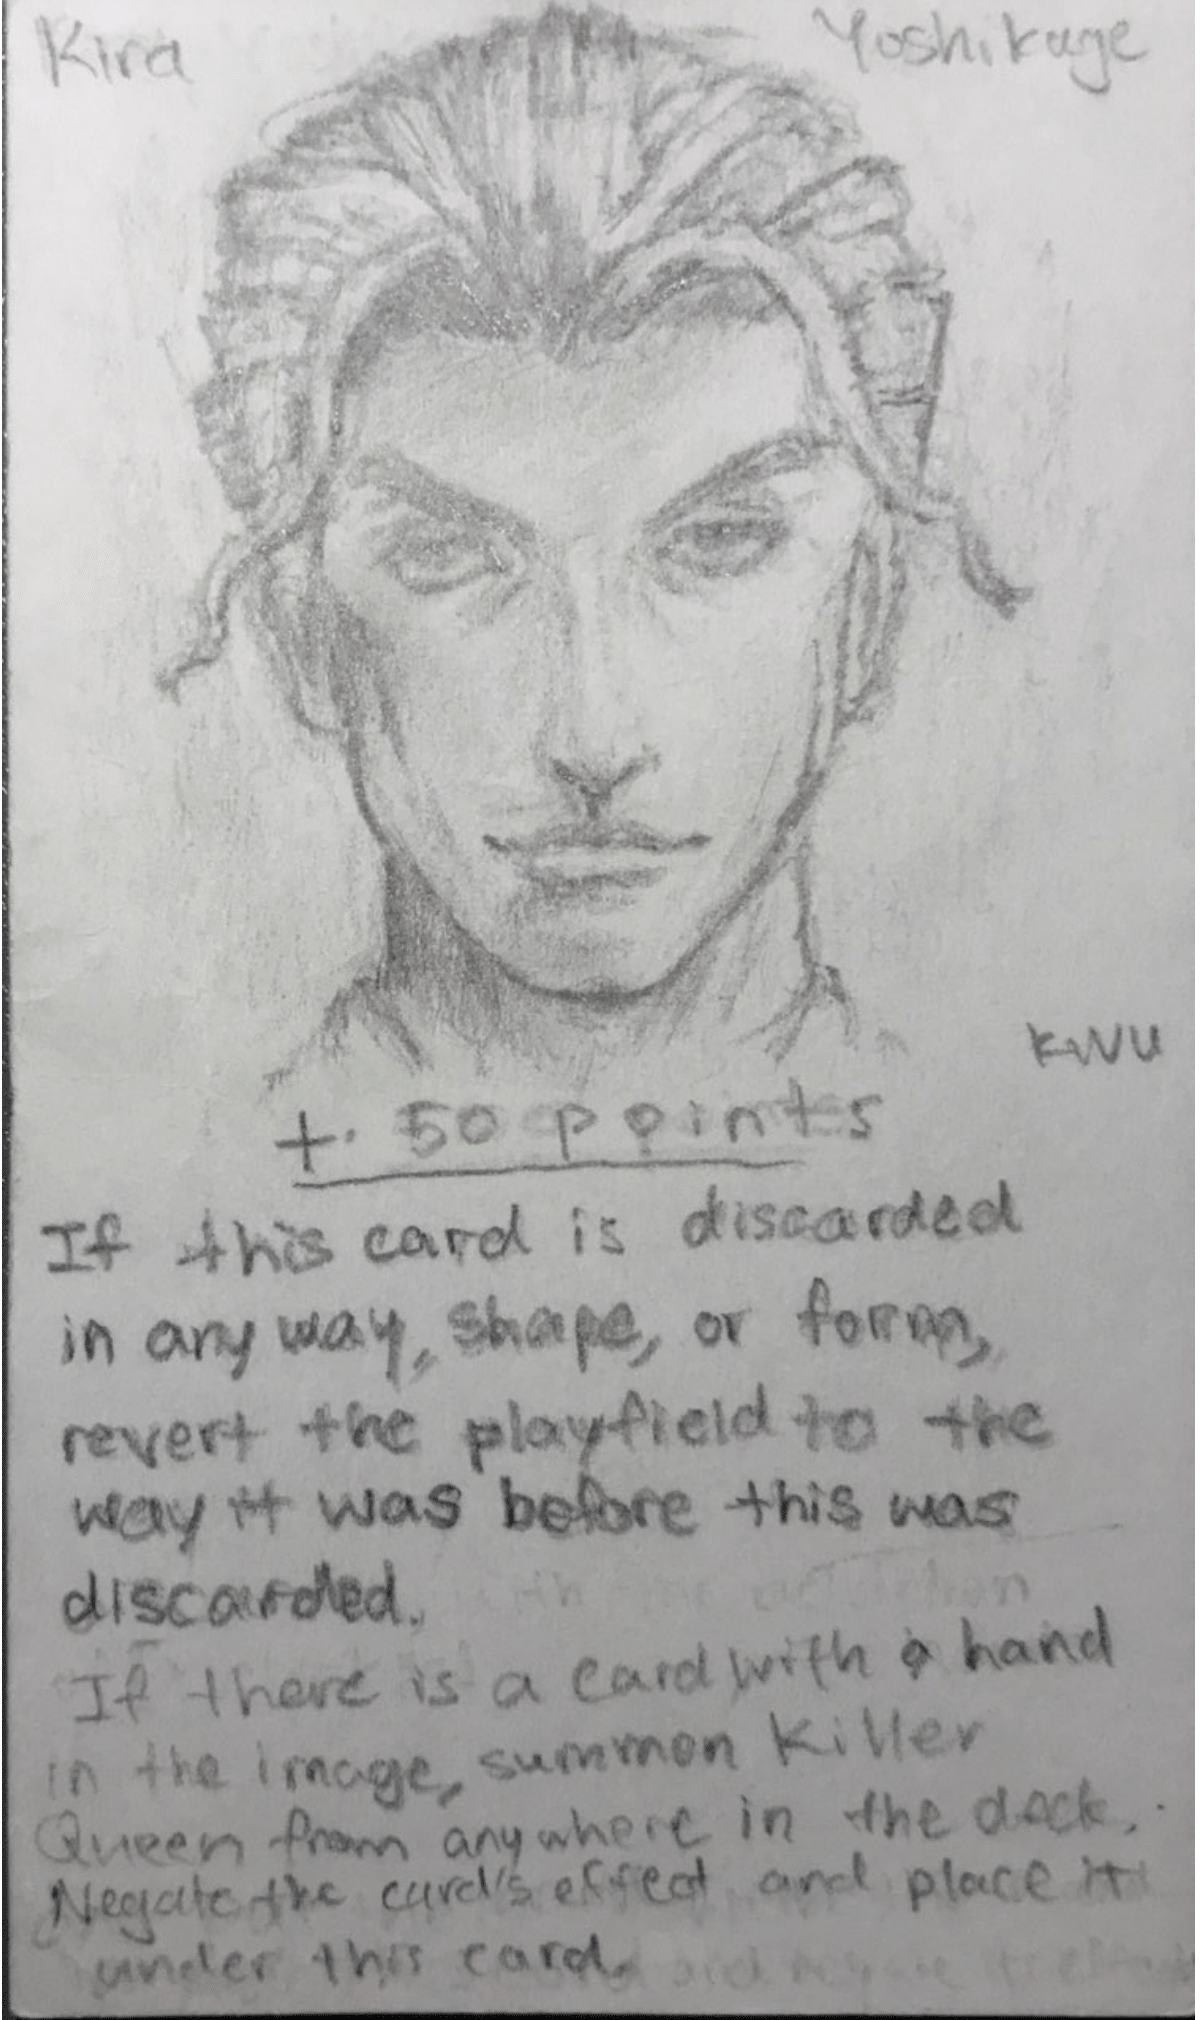 Kira Yoshikage
KWU
+. 50 points
If this card is discarded
in any way, shape, or form,
revert the playfield to the
way it was before this was
discarded.
If there is a card with a hand
in the image, summon Killer
Queen from anywhere in the deck.
Negate the card's effect and place it
under this card.